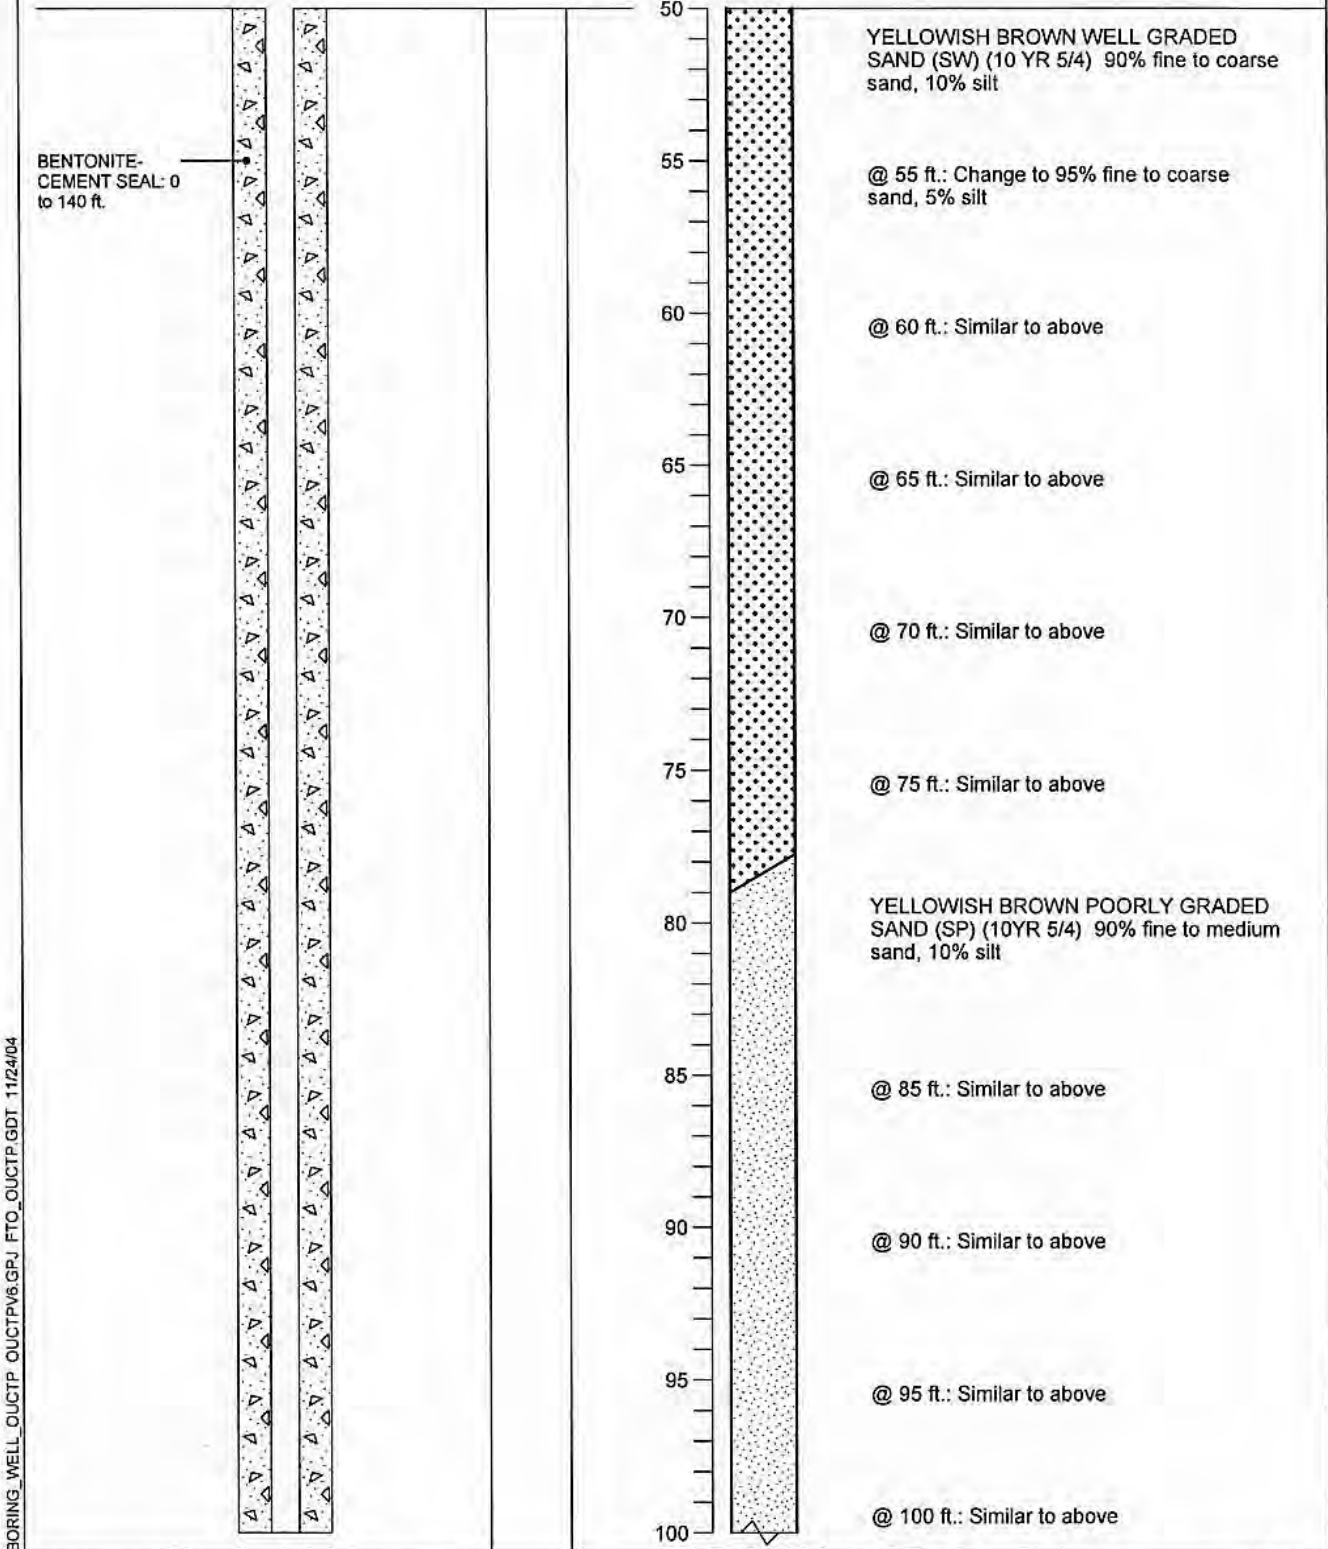 50
YELLOWISH BROWN WELL GRADED
SAND (SW) (10 YR 5/4) 90% fine to coarse
sand, 10% silt
BENTONITE-
CEMENT SEAL: 0
to 140 ft.
55
@ 55 ft.: Change to 95% fine to coarse
sand, 5% silt
60
@ 60 ft.: Similar to above
65
@ 65 ft.: Similar to above
70
@ 70 ft.: Similar to above
75
@ 75 ft.: Similar to above
YELLOWISH BROWN POORLY GRADED
80
SAND (SP) (10YR 5/4) 90% fine to medium
sand, 10% silt
85
@ 85 ft.: Similar to above
90
@ 90 ft.: Similar to above
95
@ 95 ft.: Similar to above
100
@ 100 ft.: Similar to above
BORING_WELL_OUCTP OUCTPV6.GPJ FTO_OUCTP.GDT 11/24/04